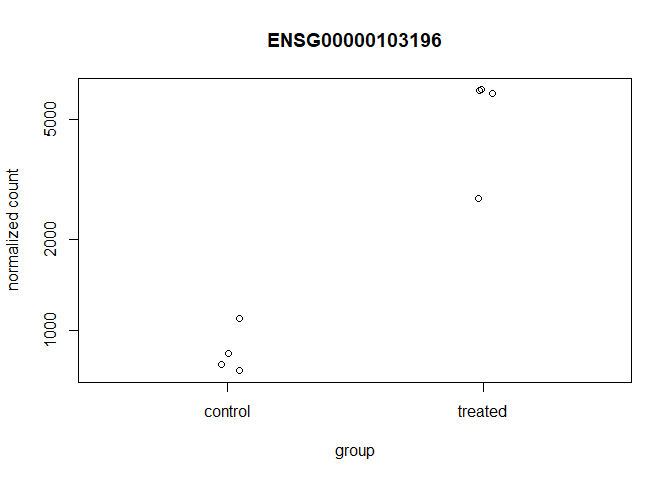 ENSG00000103196
normalized count
5000
2000
1000
control
treated
group